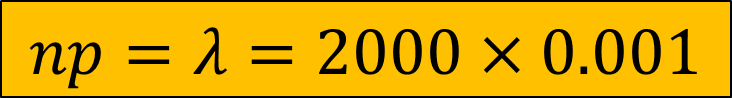 np = λ = 2000 × 0.001